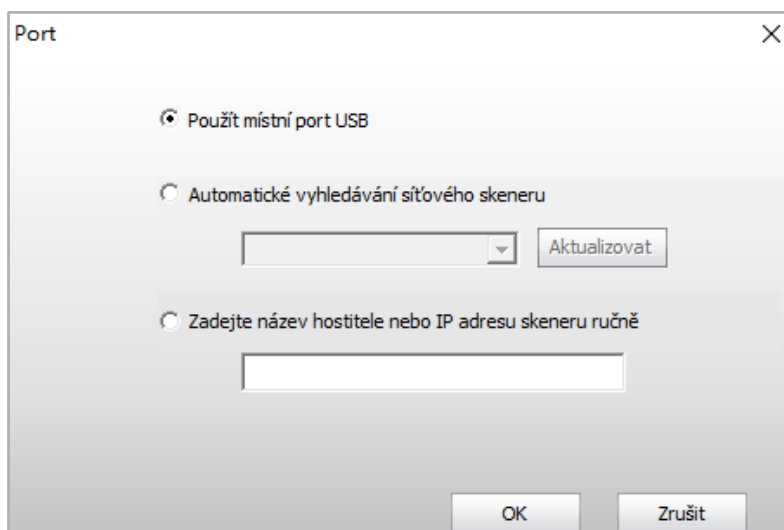 Port
Použít místní port USB
Automatické vyhledávání síťového skeneru
Aktualizovat
Zadejte název hostitele nebo IP adresu skeneru ručně
OK
Zrušit